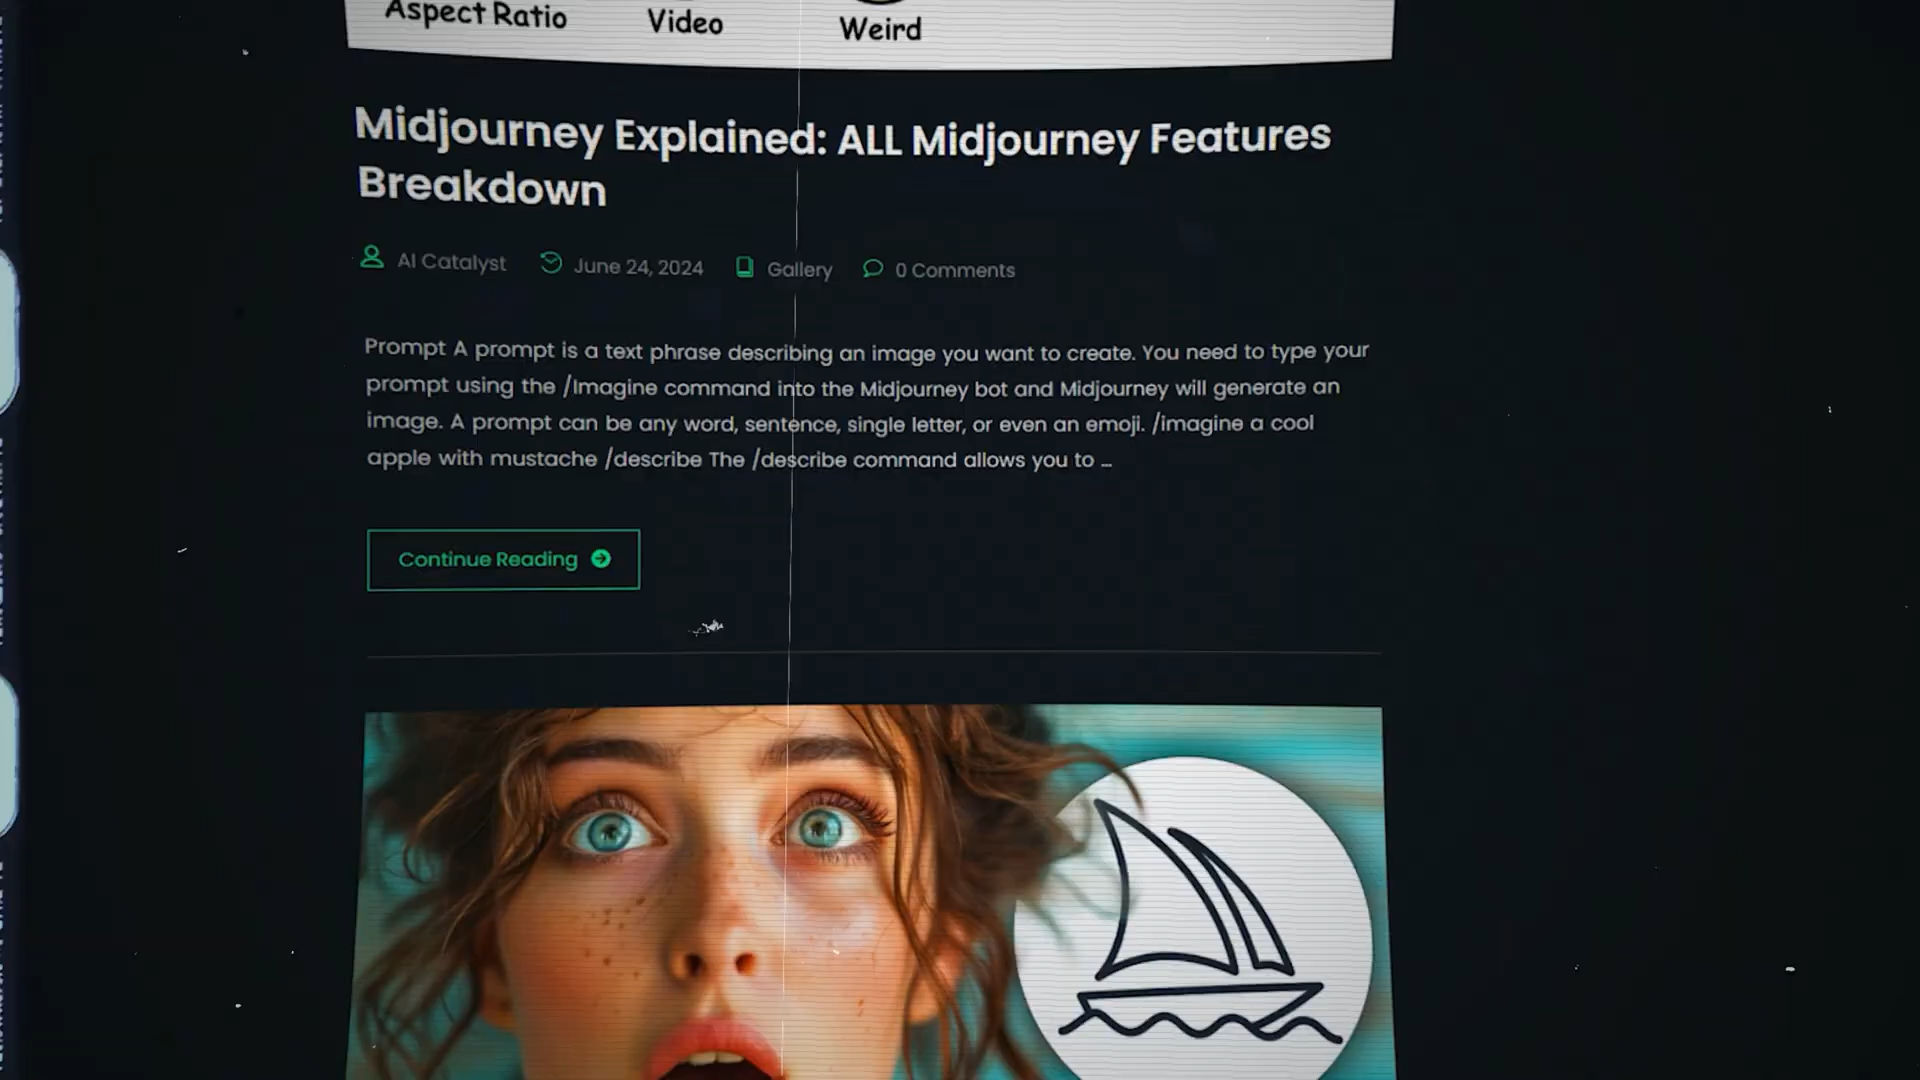 Aspect Ratio
Video
Weird
Midjourney Explained: ALL Midjourney Features
Breakdown
AI Catalyst
June 24, 2024
Gallery
0 Comments
Prompt A prompt is a text phrase describing an image you want to create. You need to type your
prompt using the /Imagine command into the Midjourney bot and Midjourney will generate an
image. A prompt can be any word, sentence, single letter, or even an emoji. /imagine a cool
apple with mustache /describe The /describe command allows you to ...
Continue Reading